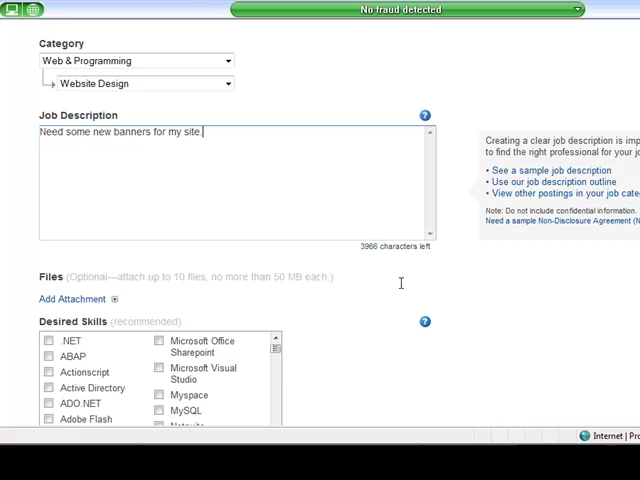 No fraud detected
Category
Web & Programming
Website Design
Job Description
Need some new banners for my site.
3966 characters left
Creating a clear job description is imp
to find the right professional for your jo
• See a sample job description
• Use our job description outline
• View other postings in your job cate
Note: Do not include confidential information.
Need a sample Non-Disclosure Agreement (N
Files (Optional—attach up to 10 files, no more than 50 MB each.)
Add Attachment
Desired Skills (recommended)
.NET
ABAP
Actionscript
Active Directory
ADO.NET
Adobe Flash
Microsoft Office
Sharepoint
Microsoft Visual
Studio
Myspace
MySQL
Netsuite
Internet | Pro